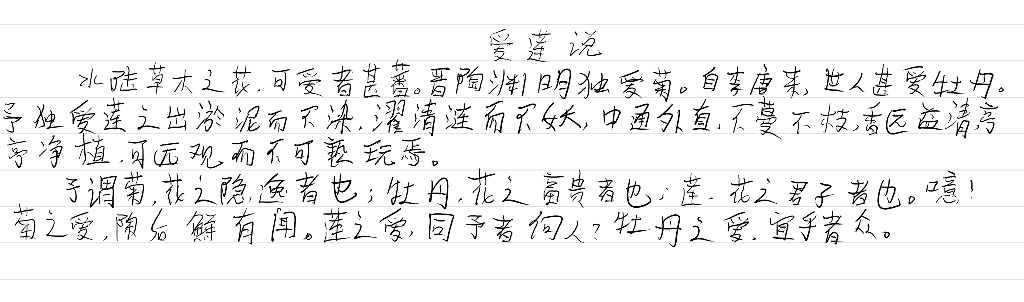 爱莲说
水陆草木之花,可爱者甚蕃。晋陶渊明独爱菊。自李唐来,世人甚爱牡丹。
予独爱莲之出淤泥而不染,濯清涟而不妖,中通外直,不蔓不枝,香远益清,亭
亭净植,可远观而不可亵玩焉。
予谓菊,花之隐逸者也;牡丹,花之富贵者也;莲,花之君子者也。噫!
菊之爱,陶后鲜有闻。莲之爱,同予者何人?牡丹之爱,宜乎者众。